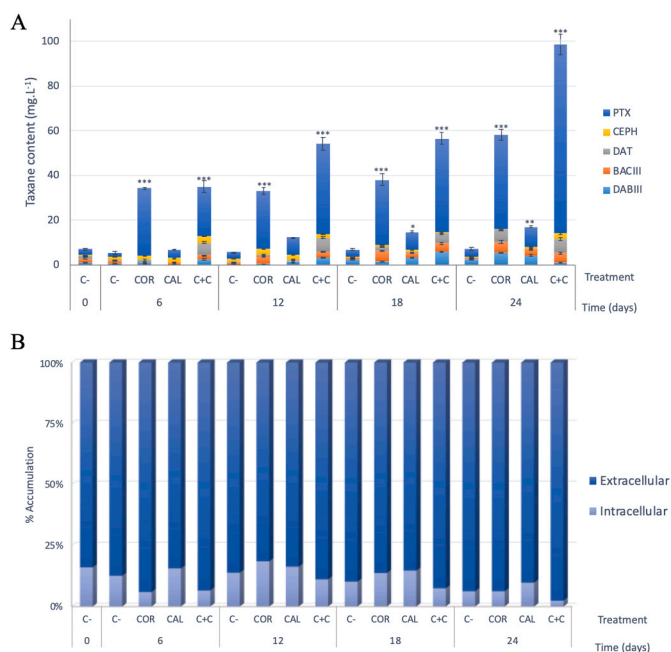 A
Taxane content (mg.L-1)
100
80
60
40
20
0
*** *** *** *** *** * *** *** ** ***
PTX
CEPH
DAT
BACIII
DABIII
C- C- COR CAL C+C C- COR CAL C+C C- COR CAL C+C C- COR CAL C+C Treatment
0 6 12 18 24 Time (days)
B
% Accumulation
100%
75%
50%
25%
0%
Extracellular
Intracellular
C- C- COR CAL C+C C- COR CAL C+C C- COR CAL C+C C- COR CAL C+C Treatment
0 6 12 18 24
Time (days)